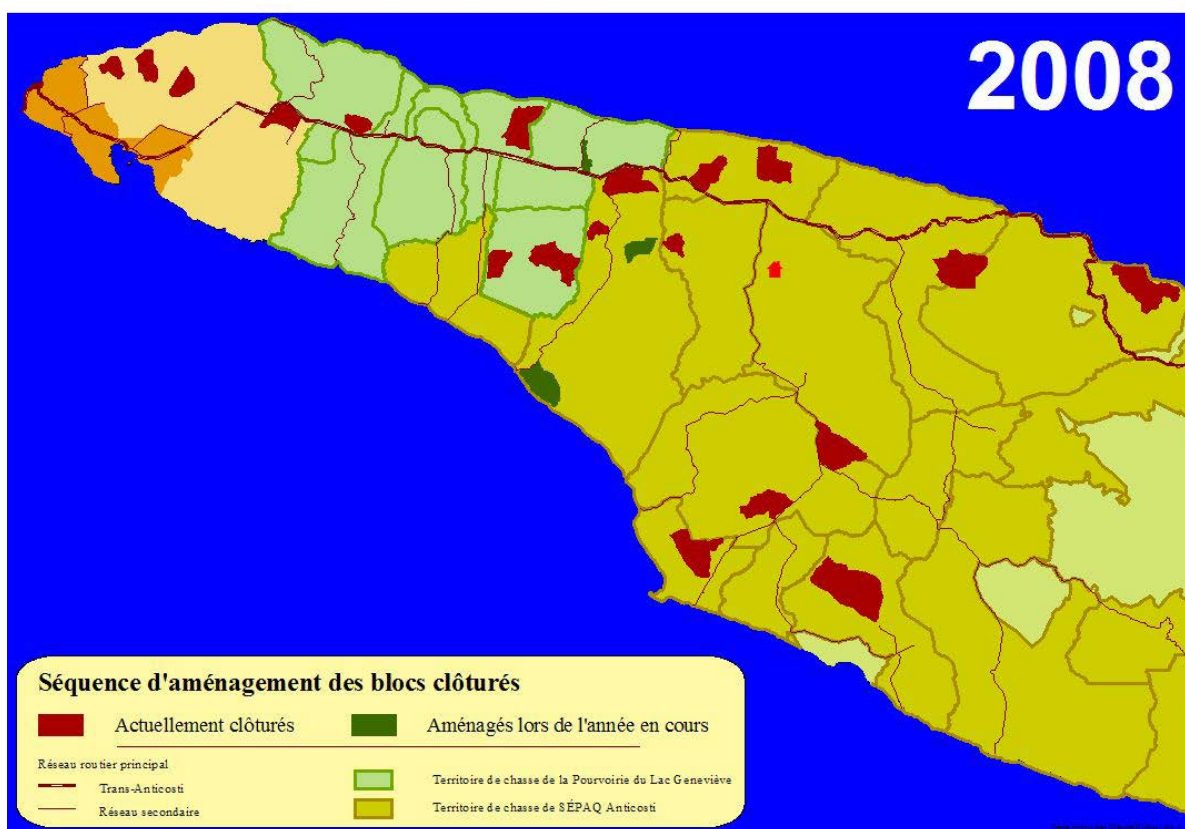 2008
Séquence d'aménagement des blocs clôturés
Actuellement clôturés
Aménagés lors de l'année en cours
Réseau routier principal
Trans-Anticosti
Réseau secondaire
Territoire de chasse de la Pourvoirie du Lac Geneviève
Territoire de chasse de SÉPAQ Anticosti